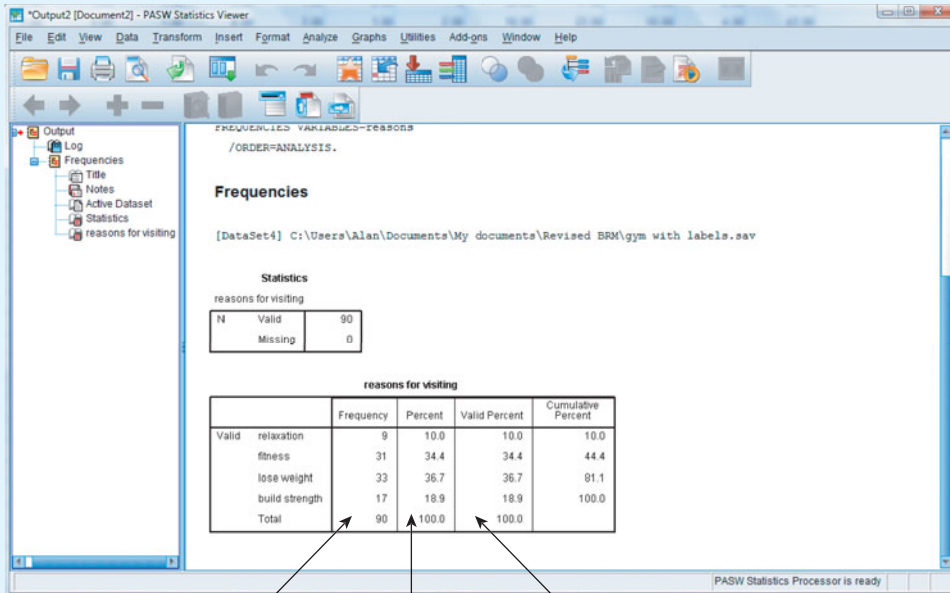 *Output2 [Document2] - PASW Statistics Viewer
File Edit View Data Transform Insert Format Analyze Graphs Utilities Add-ons Window Help
Output
Log
Frequencies
Title
Notes
Active Dataset
Statistics
reasons for visiting
FREQUENCIES VARIABLES=reasons
/ORDER=ANALYSIS.
Frequencies
[DataSet4] C:\Users\Alan\Documents\My documents\Revised BRM\gym with labels.sav
Statistics
reasons for visiting
N Valid 90
Missing 0
reasons for visiting
Frequency Percent Valid Percent Cumulative Percent
Valid relaxation 9 10.0 10.0 10.0
fitness 31 34.4 34.4 44.4
lose weight 33 36.7 36.7 81.1
build strength 17 18.9 18.9 100.0
Total 90 100.0 100.0
PASW Statistics Processor is ready